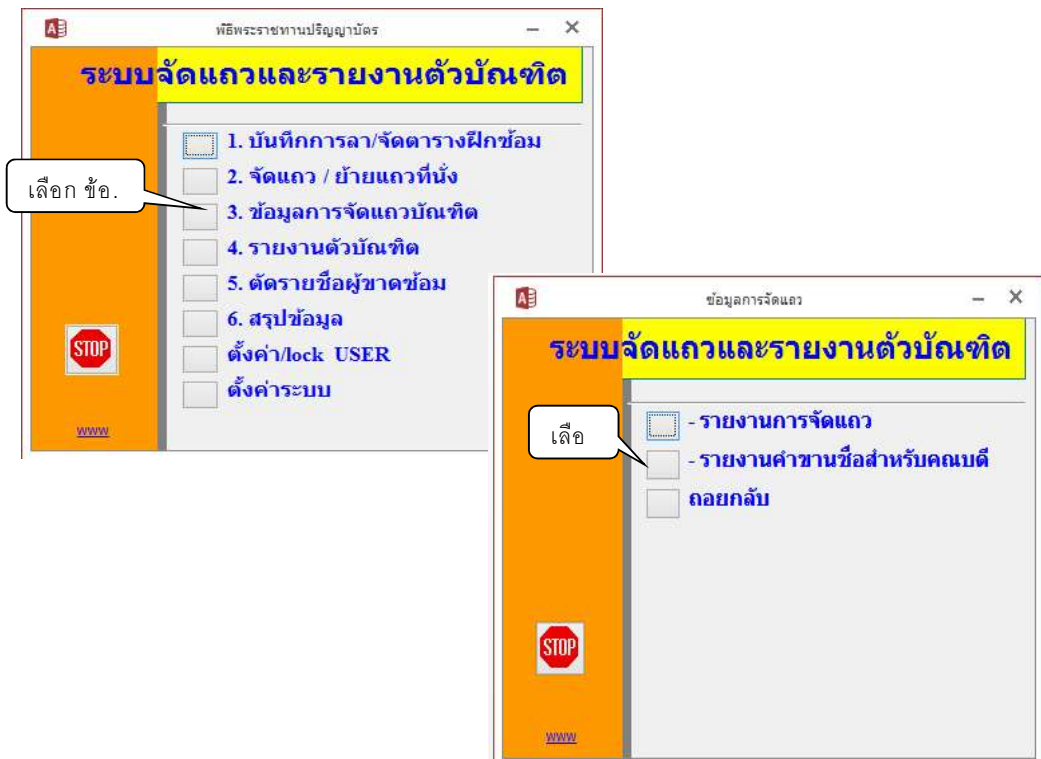 พิธีพระราชทานปริญญาบัตร
ระบบจัดแถวและรายงานตัวบัณฑิต
1. บันทึกการลา/จัดตารางฝึกซ้อม
2. จัดแถว / ย้ายแถวที่นั่ง
เลือก ข้อ.
3. ข้อมูลการจัดแถวบัณฑิต
4. รายงานตัวบัณฑิต
5. ตัดรายชื่อผู้ขาดซ้อม
6. สรุปข้อมูล
STOP
ตั้งค่า/lock USER
ตั้งค่าระบบ
www
ข้อมูลการจัดแถว
ระบบจัดแถวและรายงานตัวบัณฑิต
- รายงานการจัดแถว
เลือ
- รายงานคำขานชื่อสำหรับคณบดี
ถอยกลับ
STOP
www